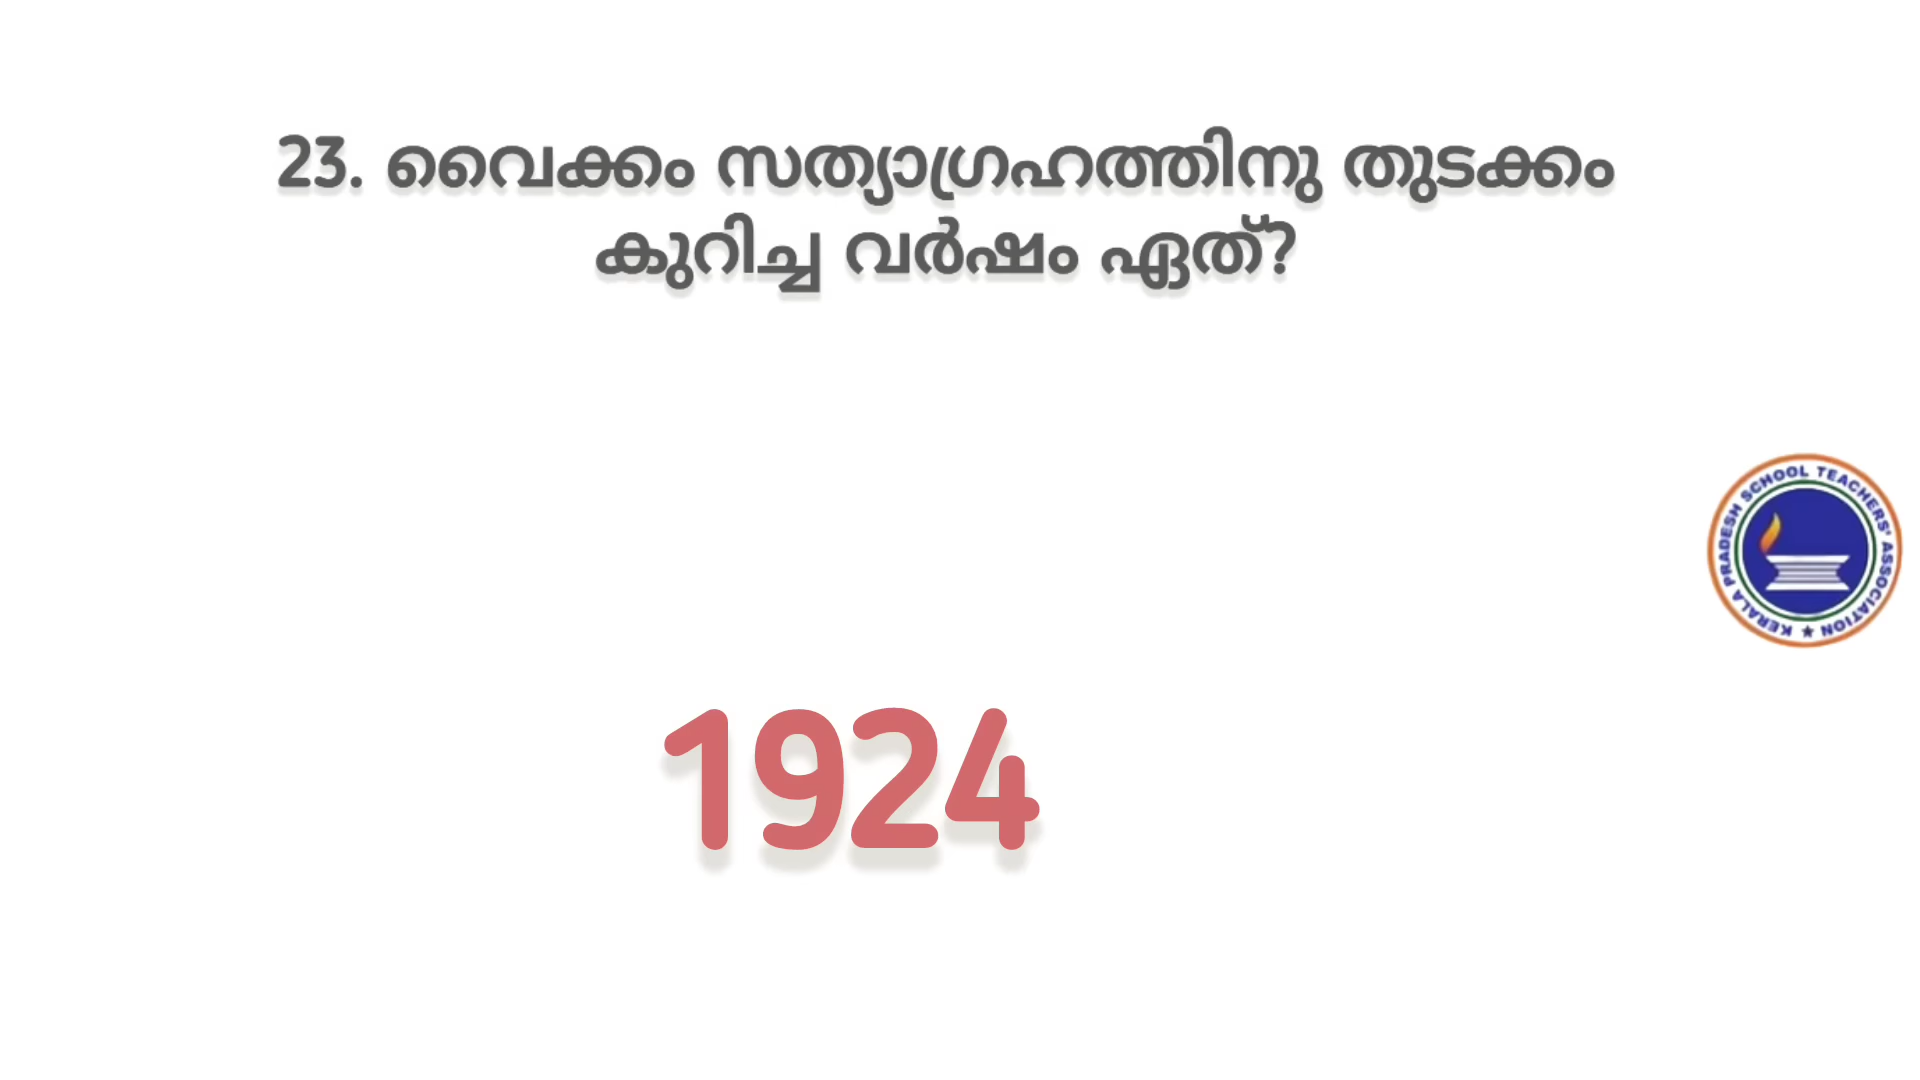 23. വൈക്കം സത്യാഗ്രഹത്തിനു തുടക്കം
കുറിച്ച വർഷം ഏത്?
KERALA PRADESH SCHOOL TEACHERS' ASSOCIATION
1924